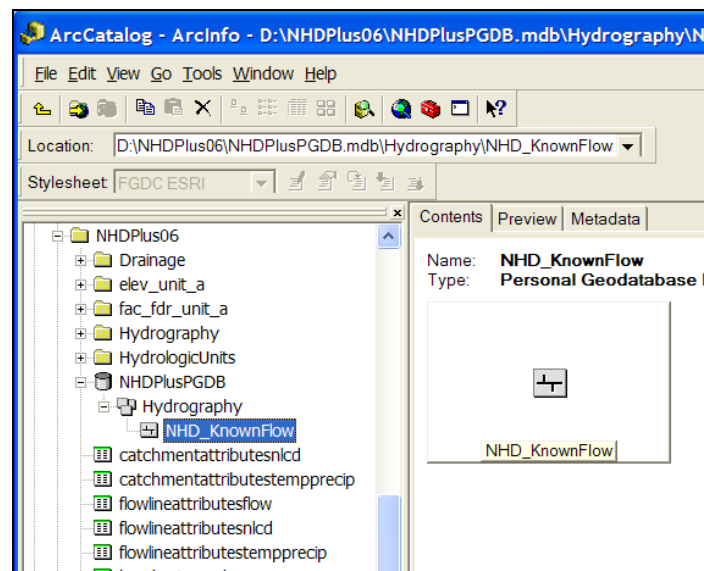 ArcCatalog - ArcInfo - D:\NHDPlus06\NHDPlusPGDB.mdb\Hydrography\N
File Edit View Go Tools Window Help
Location: D:\NHDPlus06\NHDPlusPGDB.mdb\Hydrography\NHD_KnownFlow
Stylesheet: FGDC ESRI
NHDPlus06
Drainage
elev_unit_a
fac_fdr_unit_a
Hydrography
HydrologicUnits
NHDPlusPGDB
Hydrography
NHD_KnownFlow
catchmentattributesnlcd
catchmentattributestempprecip
flowlineattributesflow
flowlineattributesnlcd
flowlineattributestempprecip
Contents Preview Metadata
Name: NHD_KnownFlow
Type: Personal Geodatabase
NHD_KnownFlow